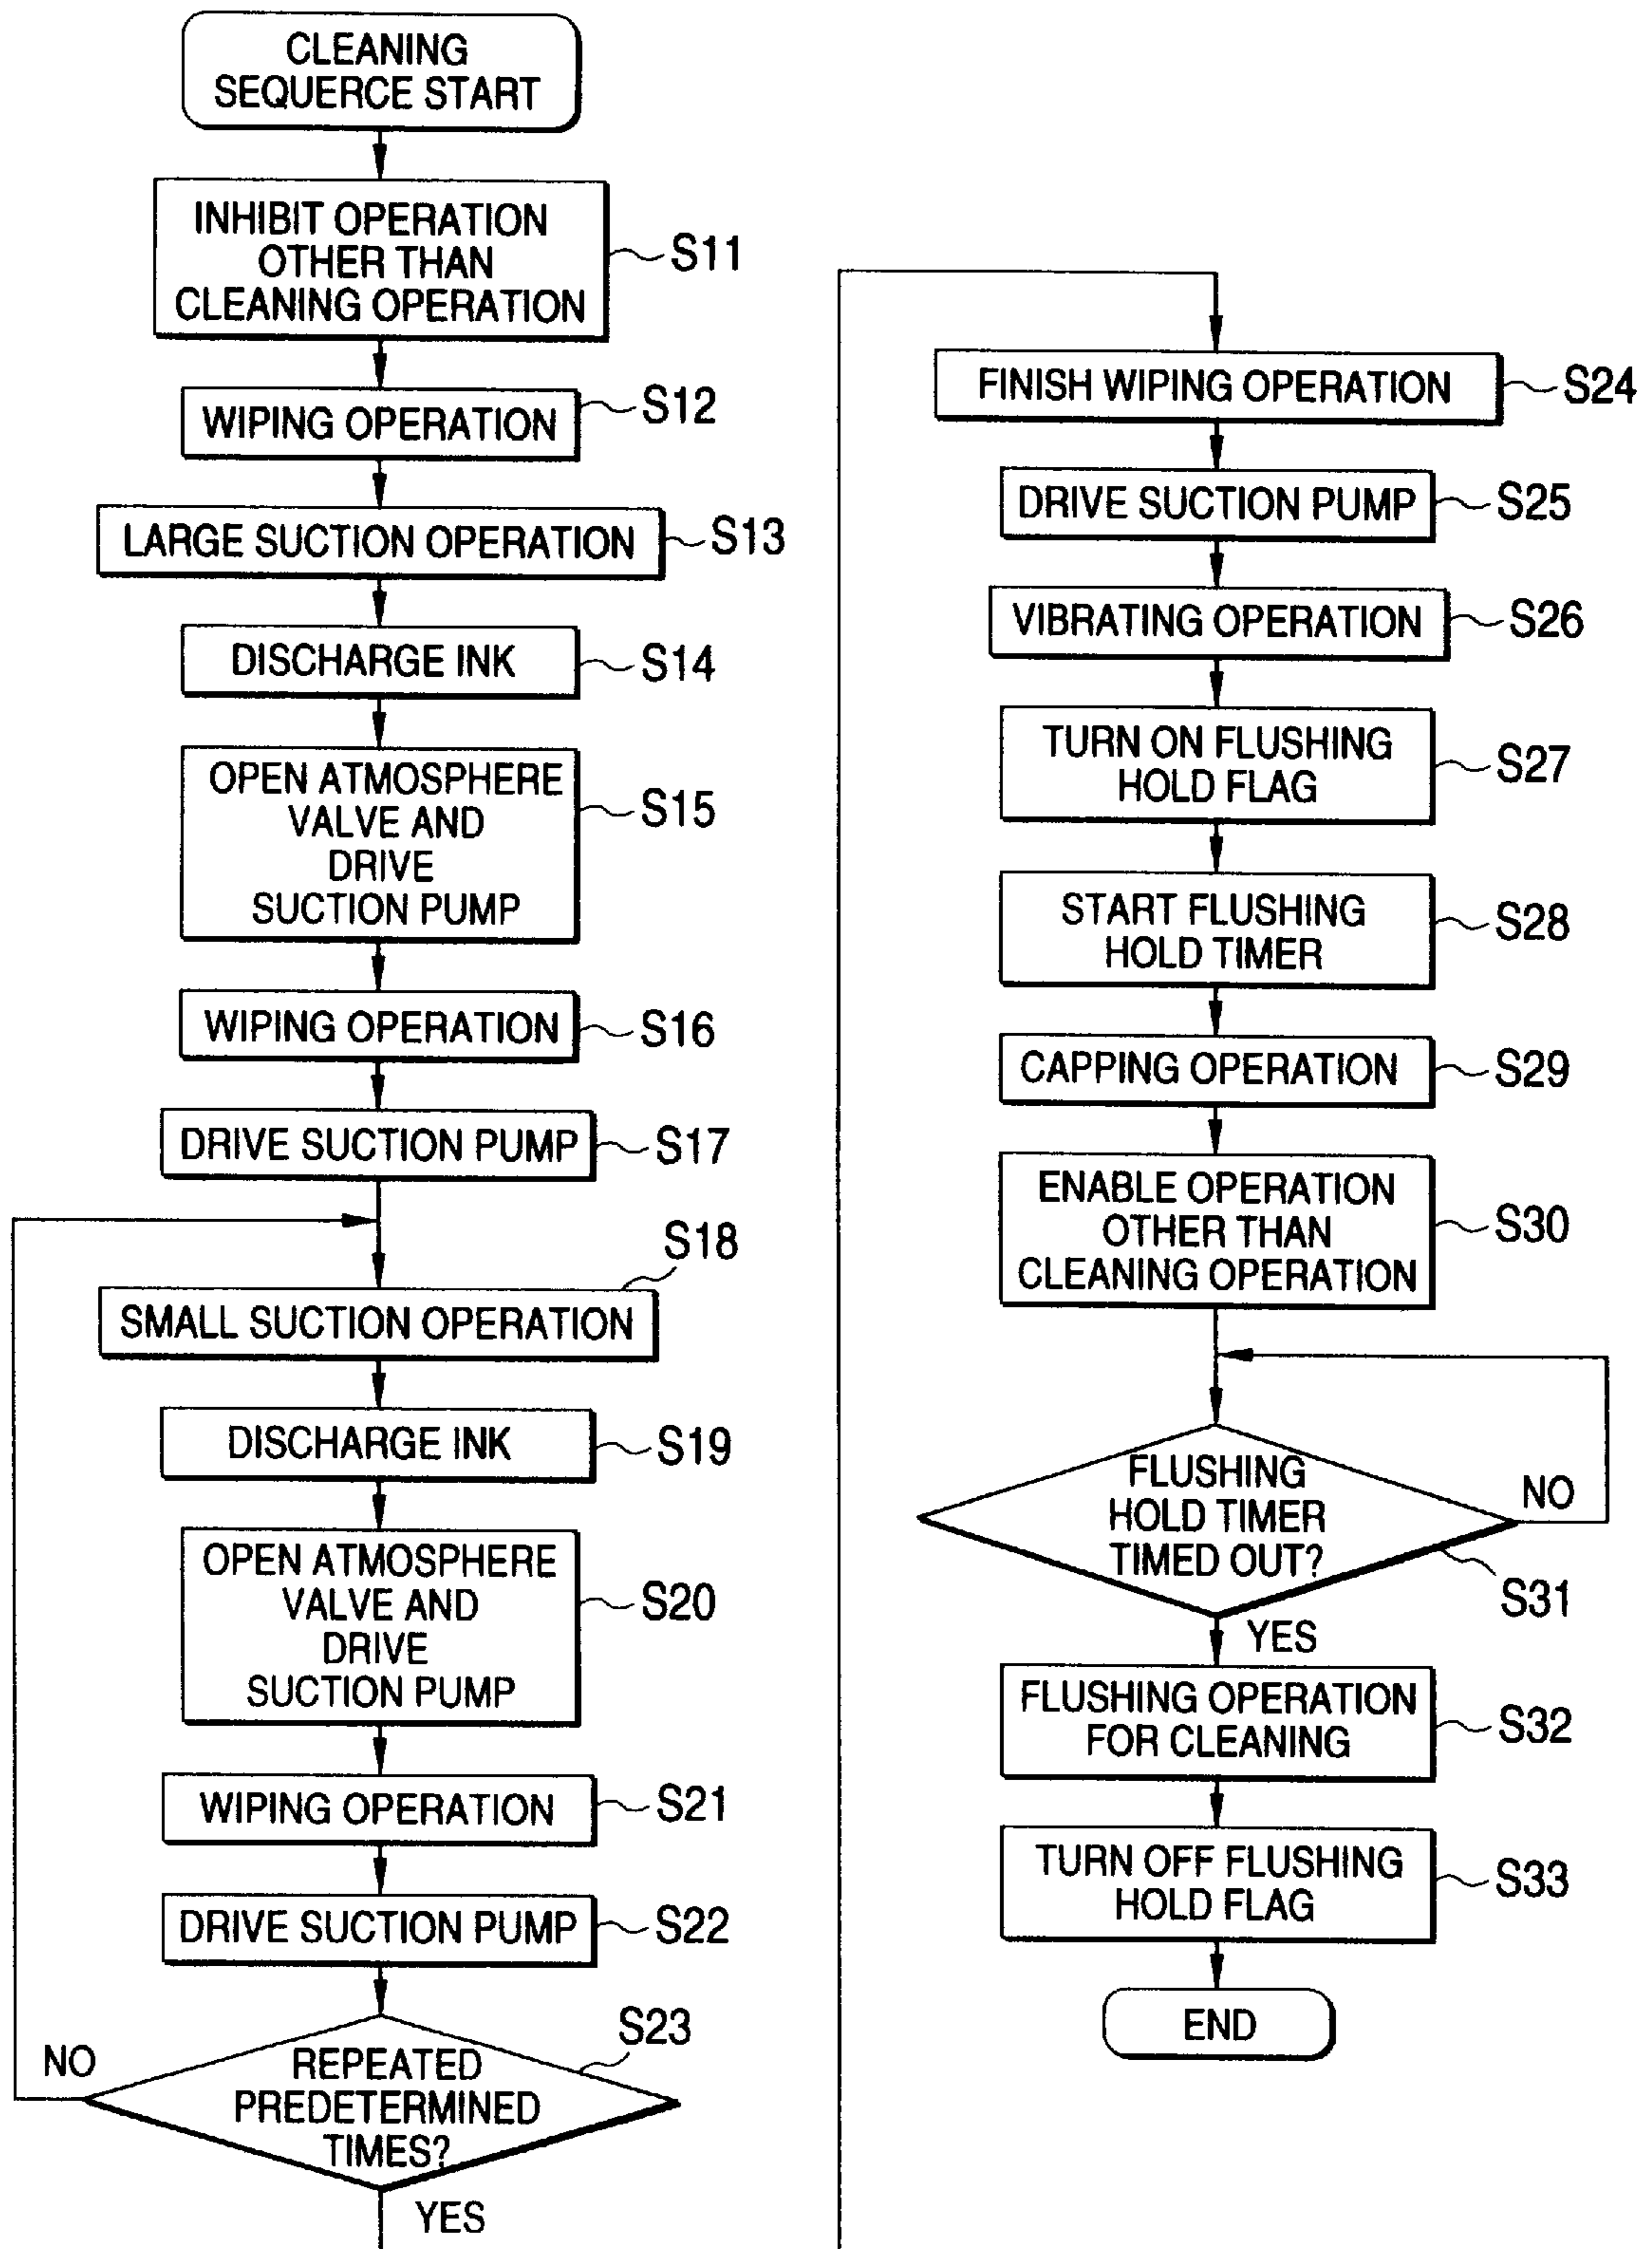 CLEANING
SEQUERCE START
INHIBIT OPERATION
OTHER THAN
CLEANING OPERATION
S11
WIPING OPERATION
S12
LARGE SUCTION OPERATION
S13
DISCHARGE INK
S14
OPEN ATMOSPHERE
VALVE AND
DRIVE
SUCTION PUMP
S15
WIPING OPERATION
S16
DRIVE SUCTION PUMP
S17
S18
SMALL SUCTION OPERATION
DISCHARGE INK
S19
OPEN ATMOSPHERE
VALVE AND
DRIVE
SUCTION PUMP
S20
WIPING OPERATION
S21
DRIVE SUCTION PUMP
S22
S23
NO
REPEATED
PREDETERMINED
TIMES?
YES
FINISH WIPING OPERATION
S24
DRIVE SUCTION PUMP
S25
VIBRATING OPERATION
S26
TURN ON FLUSHING
HOLD FLAG
S27
START FLUSHING
HOLD TIMER
S28
CAPPING OPERATION
S29
ENABLE OPERATION
OTHER THAN
CLEANING OPERATION
S30
FLUSHING
HOLD TIMER
TIMED OUT?
NO
S31
YES
FLUSHING OPERATION
FOR CLEANING
S32
TURN OFF FLUSHING
HOLD FLAG
S33
END